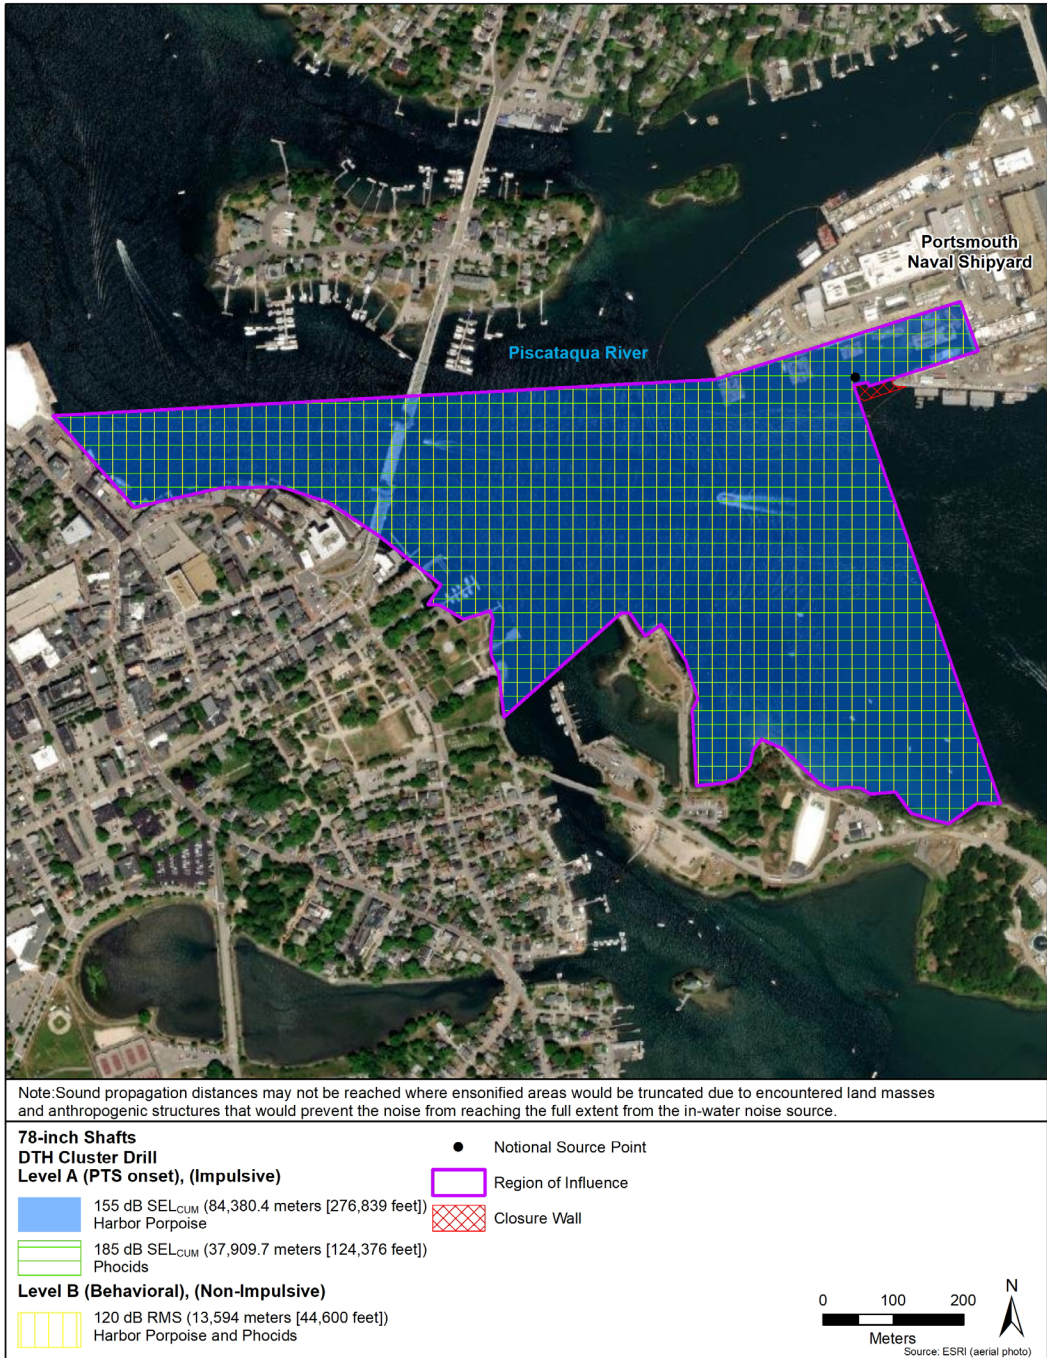 Portsmouth
Naval Shipyard
Piscataqua River
Note:Sound propagation distances may not be reached where ensonified areas would be truncated due to encountered land masses
and anthropogenic structures that would prevent the noise from reaching the full extent from the in-water noise source.
78-inch Shafts
DTH Cluster Drill
Level A (PTS onset), (Impulsive)
155 dB SELCUM (84,380.4 meters [276,839 feet])
Harbor Porpoise
185 dB SELCUM (37,909.7 meters [124,376 feet])
Phocids
Level B (Behavioral), (Non-Impulsive)
120 dB RMS (13,594 meters [44,600 feet])
Harbor Porpoise and Phocids
Notional Source Point
Region of Influence
Closure Wall
0 100 200
Meters
N
Source: ESRI (aerial photo)